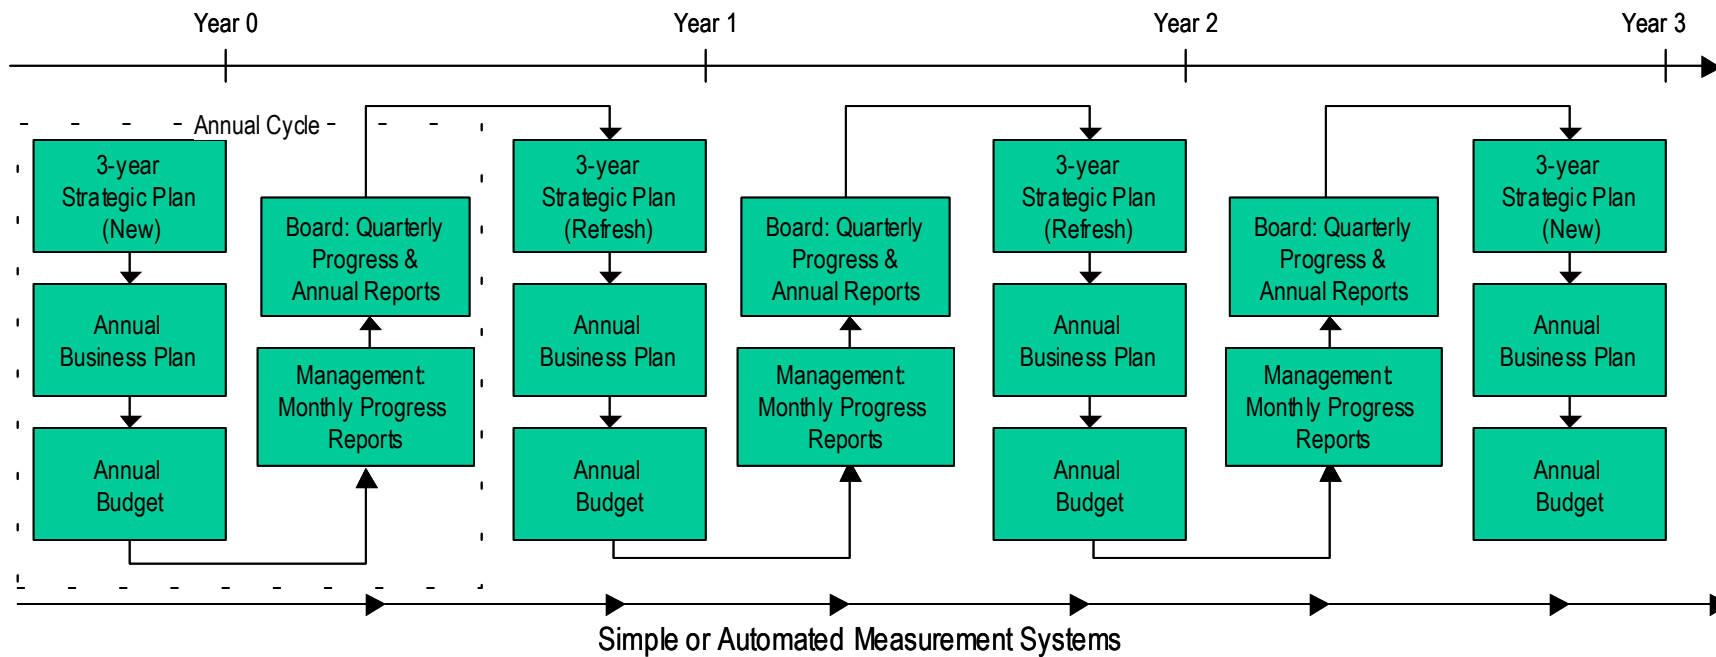 Year 0
Year 1
Year 2
Year 3
Annual Cycle
3-year
Strategic Plan
(New)
Annual
Business Plan
Annual
Budget
Board: Quarterly
Progress &
Annual Reports
Management:
Monthly Progress
Reports
3-year
Strategic Plan
(Refresh)
Annual
Business Plan
Annual
Budget
Board: Quarterly
Progress &
Annual Reports
Management:
Monthly Progress
Reports
3-year
Strategic Plan
(Refresh)
Annual
Business Plan
Annual
Budget
Board: Quarterly
Progress &
Annual Reports
Management:
Monthly Progress
Reports
3-year
Strategic Plan
(New)
Annual
Business Plan
Annual
Budget
Simple or Automated Measurement Systems